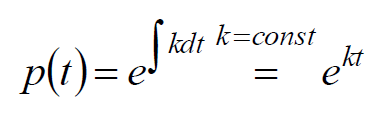 p(t) = e^{∫ kdt} \overset{k=const}{=} e^{kt}